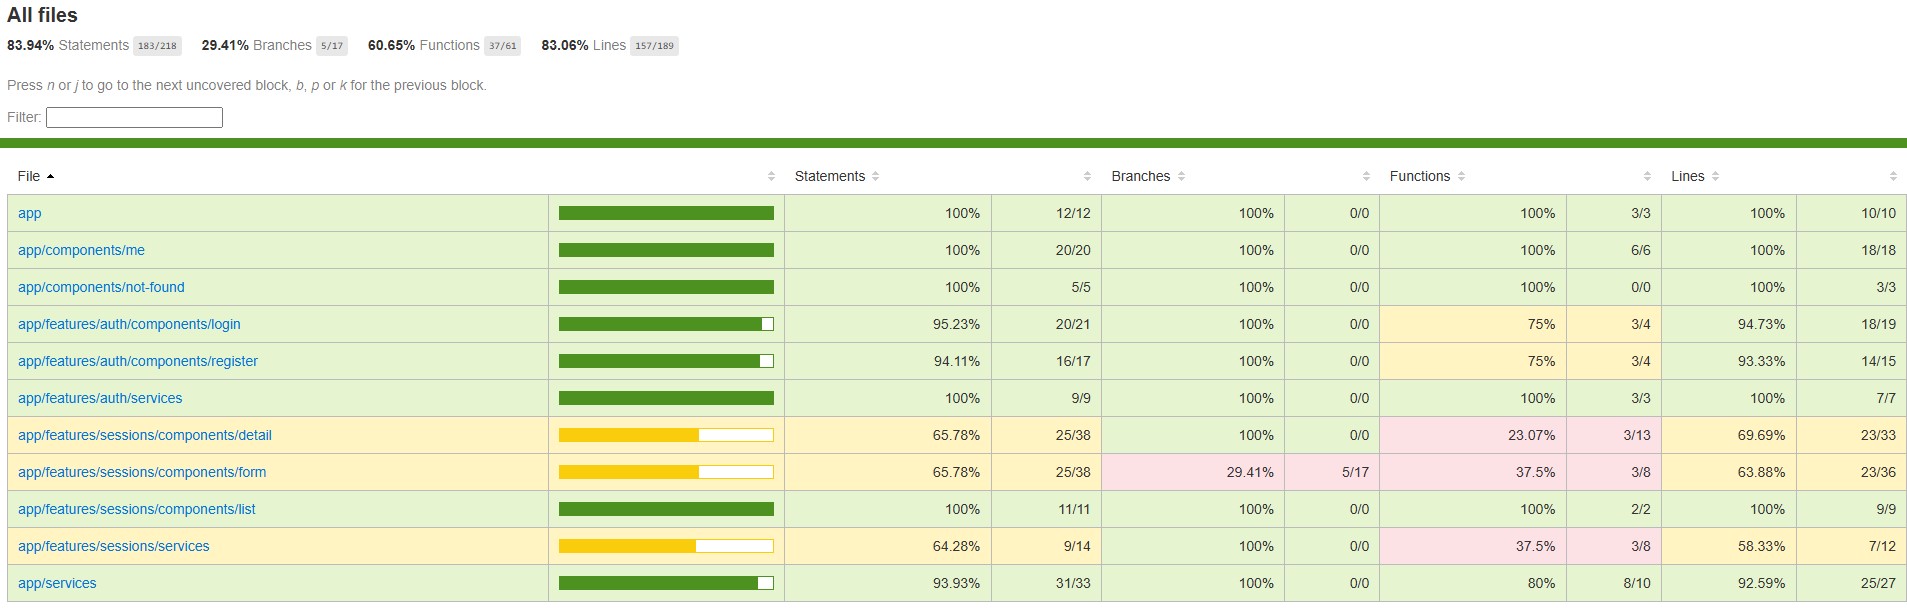 All files
83.94% Statements 183/218 29.41% Branches 5/17 60.65% Functions 37/61 83.06% Lines 157/189
Press n or j to go to the next uncovered block, b, p or k for the previous block.
Filter:
File Statements Branches Functions Lines
app 100% 12/12 100% 0/0 100% 3/3 100% 10/10
app/components/me 100% 20/20 100% 0/0 100% 6/6 100% 18/18
app/components/not-found 100% 5/5 100% 0/0 100% 0/0 100% 3/3
app/features/auth/components/login 95.23% 20/21 100% 0/0 75% 3/4 94.73% 18/19
app/features/auth/components/register 94.11% 16/17 100% 0/0 75% 3/4 93.33% 14/15
app/features/auth/services 100% 9/9 100% 0/0 100% 3/3 100% 7/7
app/features/sessions/components/detail 65.78% 25/38 100% 0/0 23.07% 3/13 69.69% 23/33
app/features/sessions/components/form 65.78% 25/38 29.41% 5/17 37.5% 3/8 63.88% 23/36
app/features/sessions/components/list 100% 11/11 100% 0/0 100% 2/2 100% 9/9
app/features/sessions/services 64.28% 9/14 100% 0/0 37.5% 3/8 58.33% 7/12
app/services 93.93% 31/33 100% 0/0 80% 8/10 92.59% 25/27